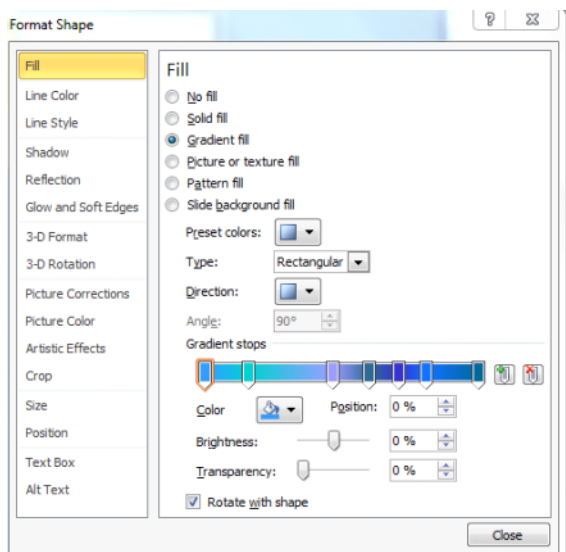 Format Shape
?
Fill
Line Color
Line Style
Shadow
Reflection
Glow and Soft Edges
3-D Format
3-D Rotation
Picture Corrections
Picture Color
Artistic Effects
Crop
Size
Position
Text Box
Alt Text
Fill
No fill
Solid fill
Gradient fill
Picture or texture fill
Pattern fill
Slide background fill
Preset colors:
Type: Rectangular
Direction:
Angle: 90°
Gradient stops
Color Position: 0 %
Brightness: 0 %
Transparency: 0 %
Rotate with shape
Close